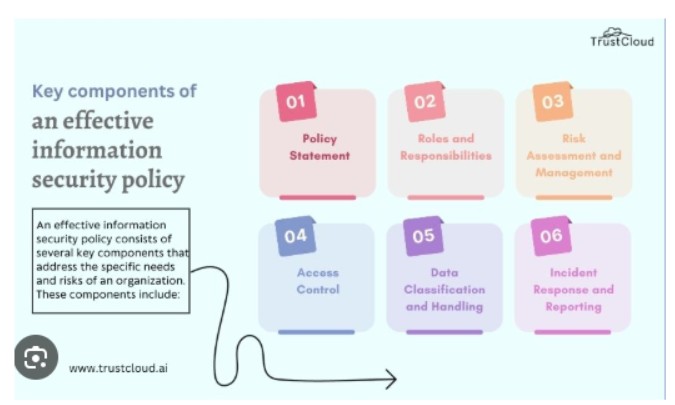 TrustCloud
Key components of
an effective
information
security policy
An effective information
security policy consists of
several key components that
address the specific needs
and risks of an organization.
These components include:
www.trustcloud.ai
01
Policy
Statement
02
Roles and
Responsibilities
03
Risk
Assessment and
Management
04
Access
Control
05
Data
Classification
and Handling
06
Incident
Response and
Reporting